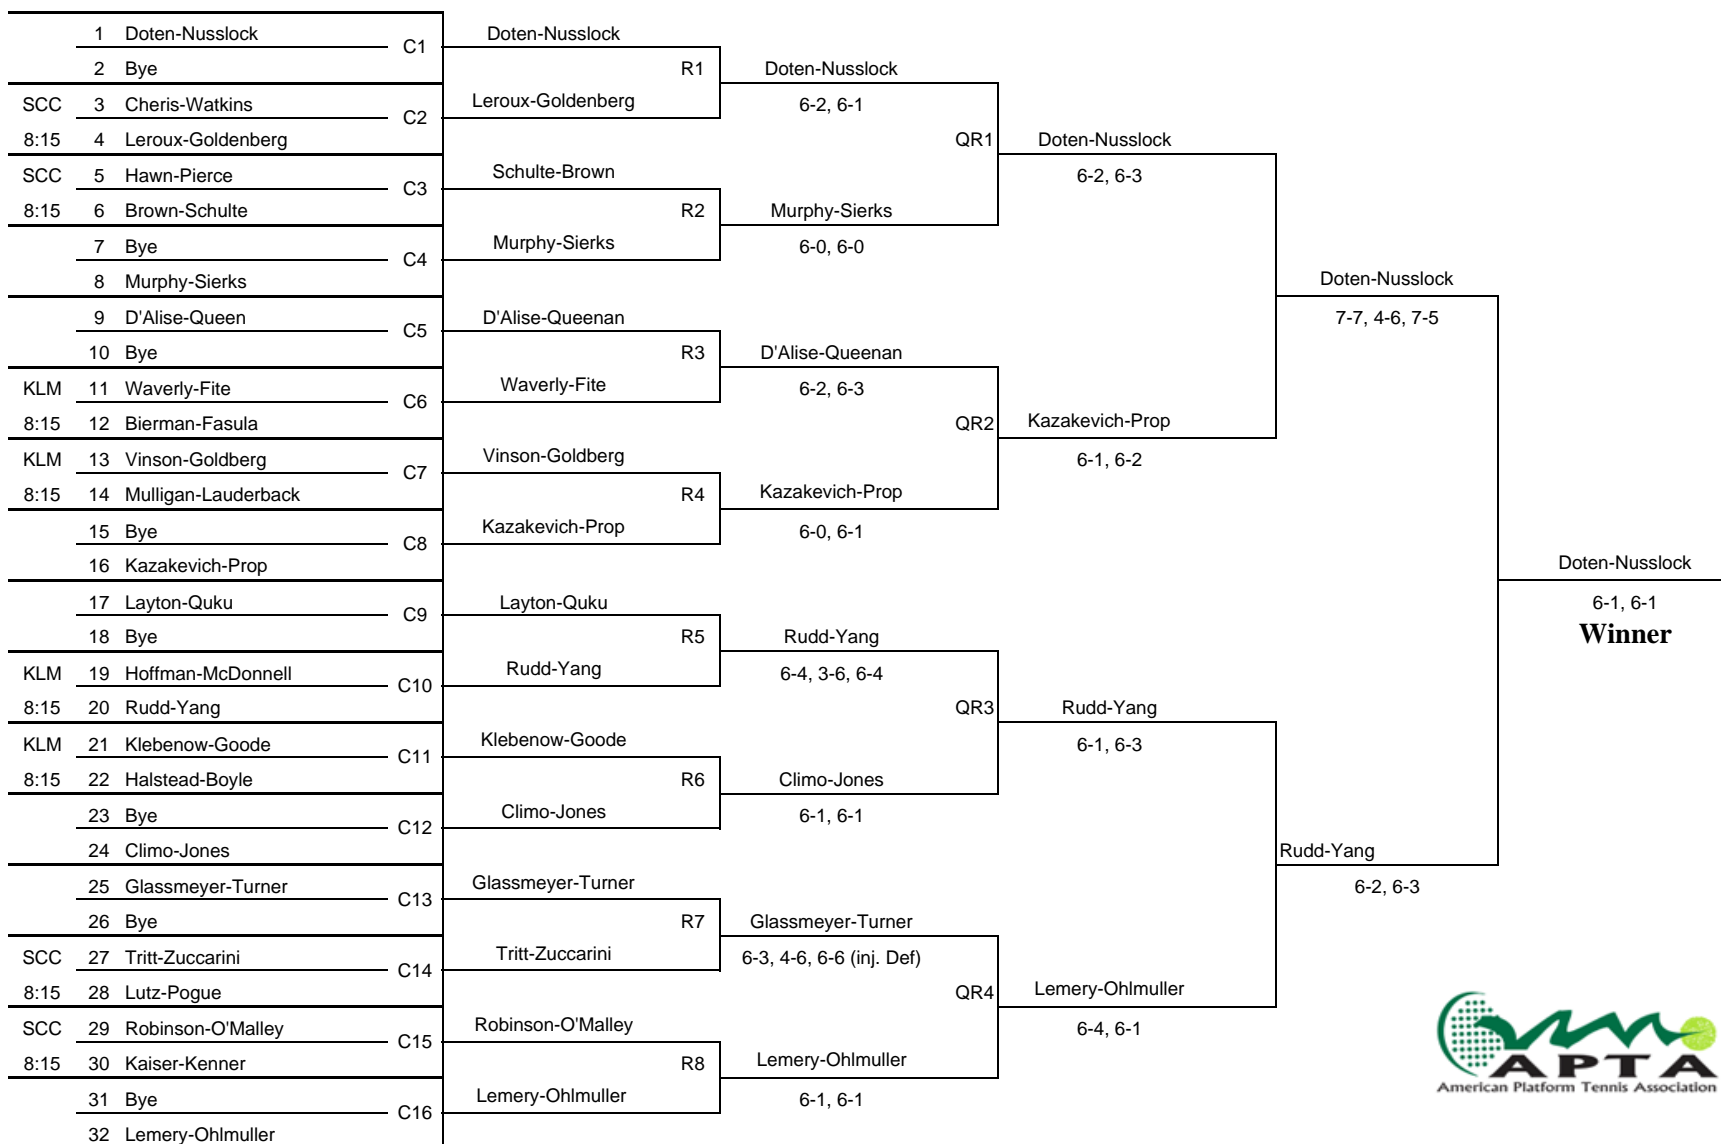 1 Doten-Nusslock C1 Doten-Nusslock
2 Bye R1 Doten-Nusslock
SCC 3 Cheris-Watkins C2 Leroux-Goldenberg 6-2, 6-1
8:15 4 Leroux-Goldenberg QR1 Doten-Nusslock
SCC 5 Hawn-Pierce C3 Schulte-Brown 6-2, 6-3
8:15 6 Brown-Schulte R2 Murphy-Sierks
7 Bye C4 Murphy-Sierks 6-0, 6-0
8 Murphy-Sierks Doten-Nusslock
9 D'Alise-Queen C5 D'Alise-Queenan 7-7, 4-6, 7-5
10 Bye R3 D'Alise-Queenan
KLM 11 Waverly-Fite C6 Waverly-Fite 6-2, 6-3
8:15 12 Bierman-Fasula QR2 Kazakevich-Prop
KLM 13 Vinson-Goldberg C7 Vinson-Goldberg 6-1, 6-2
8:15 14 Mulligan-Lauderback R4 Kazakevich-Prop
15 Bye C8 Kazakevich-Prop 6-0, 6-1
16 Kazakevich-Prop Doten-Nusslock
17 Layton-Quku C9 Layton-Quku 6-1, 6-1
18 Bye R5 Rudd-Yang Winner
KLM 19 Hoffman-McDonnell C10 Rudd-Yang 6-4, 3-6, 6-4
8:15 20 Rudd-Yang QR3 Rudd-Yang
KLM 21 Klebenow-Goode C11 Klebenow-Goode 6-1, 6-3
8:15 22 Halstead-Boyle R6 Climo-Jones
23 Bye C12 Climo-Jones 6-1, 6-1
24 Climo-Jones Rudd-Yang
25 Glassmeyer-Turner C13 Glassmeyer-Turner 6-2, 6-3
26 Bye R7 Glassmeyer-Turner
SCC 27 Tritt-Zuccarini C14 Tritt-Zuccarini 6-3, 4-6, 6-6 (inj. Def)
8:15 28 Lutz-Pogue QR4 Lemery-Ohlmuller
SCC 29 Robinson-O'Malley C15 Robinson-O'Malley 6-4, 6-1
8:15 30 Kaiser-Kenner R8 Lemery-Ohlmuller
31 Bye C16 Lemery-Ohlmuller 6-1, 6-1
32 Lemery-Ohlmuller
APTA
American Platform Tennis Association